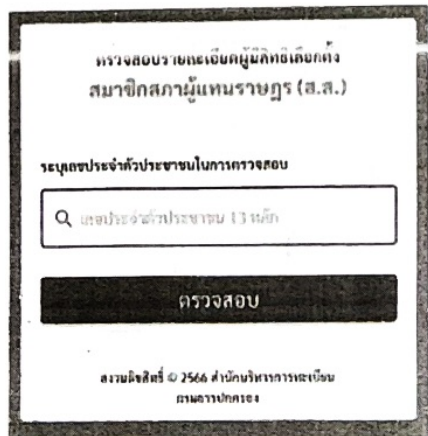 ตรวจสอบรายละเอียดผู้มีสิทธิเลือกตั้ง
สมาชิกสภาผู้แทนราษฎร (ส.ส.)
ระบุเลขประจำตัวประชาชนในการตรวจสอบ
เลขประจำตัวประชาชน 13 หลัก
ตรวจสอบ
สงวนลิขสิทธิ์ © 2566 สำนักบริหารการทะเบียน
กรมการปกครอง